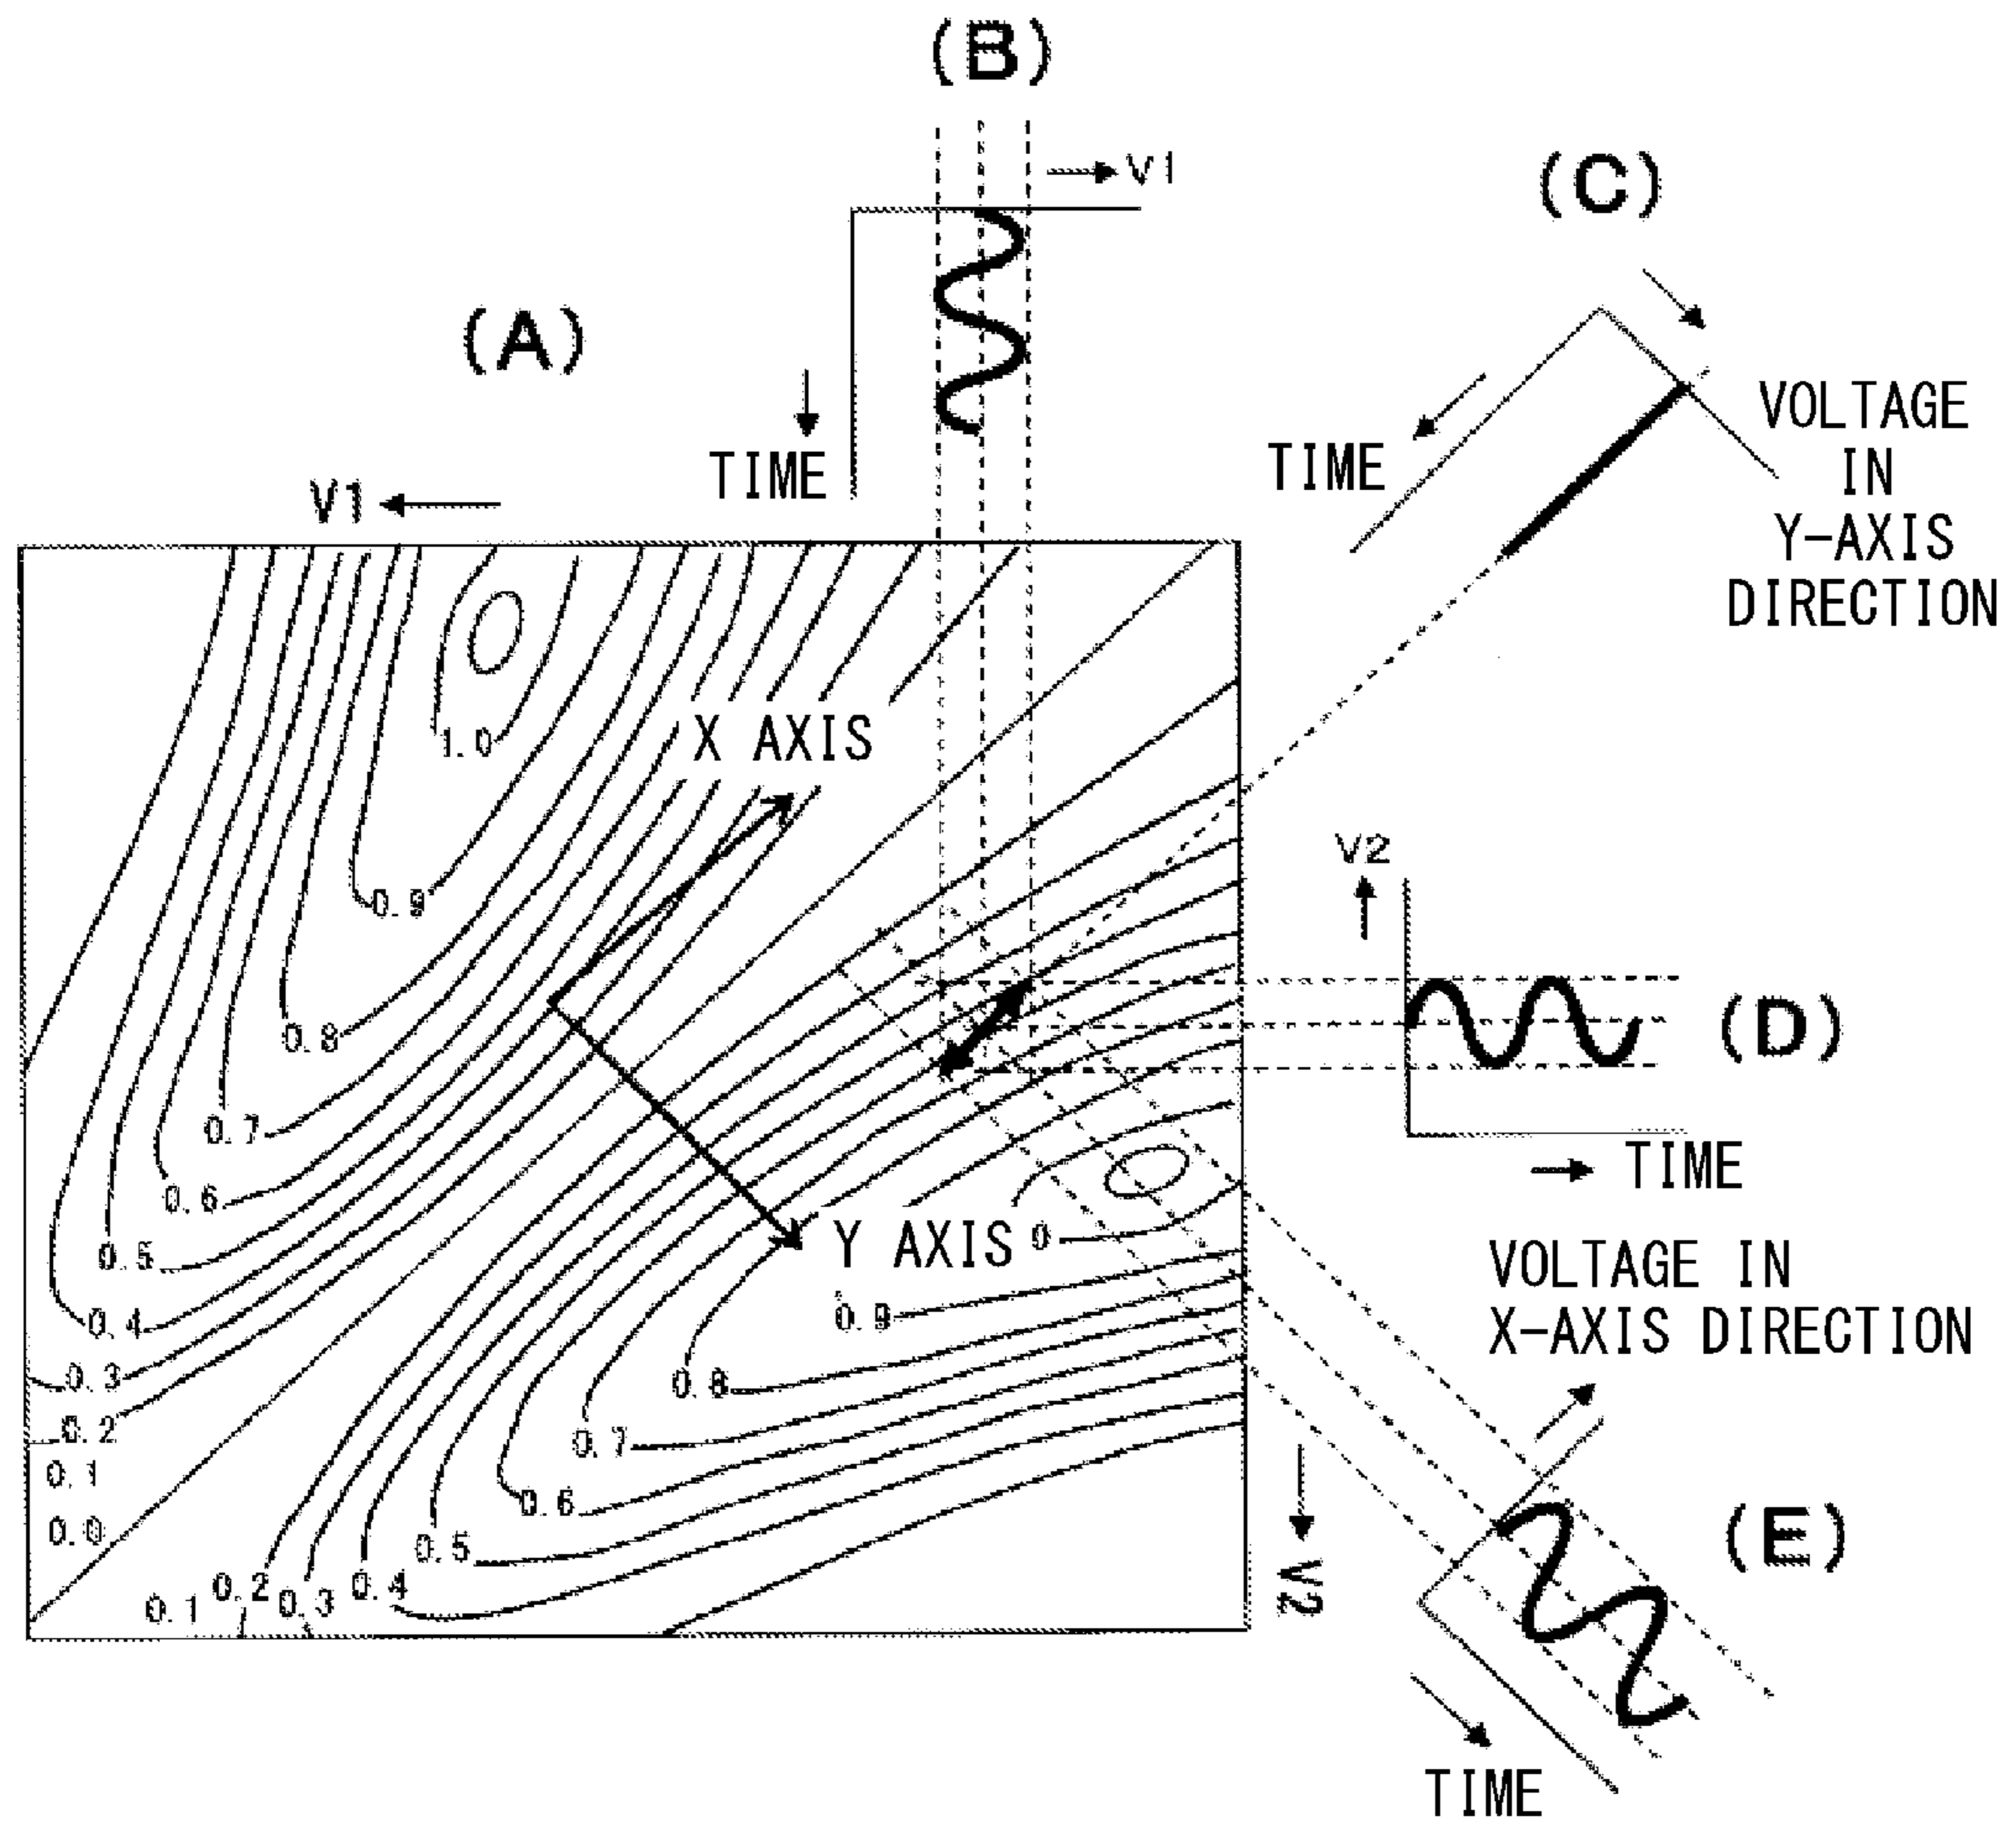 (B)
V1
(C)
(A)
TIME
V1
TIME
VOLTAGE
IN
Y-AXIS
DIRECTION
X AXIS
1.0
0.9
V2
0.8
(D)
0.7
TIME
0.6
Y AXIS
0
0.5
VOLTAGE IN
X-AXIS DIRECTION
0.9
0.4
0.3
0.8
0.2
0.7
0.1
0.6
0.0
0.5
(E)
0.4
0.2
0.3
0.1
V2
TIME